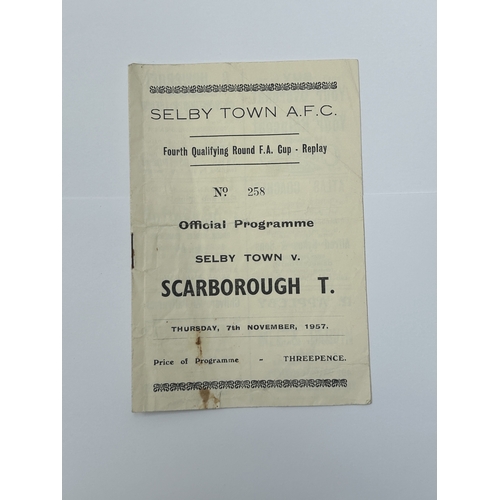 SELBY TOWN A.F.C.
Fourth Qualifying Round F.A. Cup - Replay
No 258
Official Programme
SELBY TOWN v.
SCARBOROUGH T.
THURSDAY, 7th NOVEMBER, 1957.
Price of Programme - THREEPENCE.